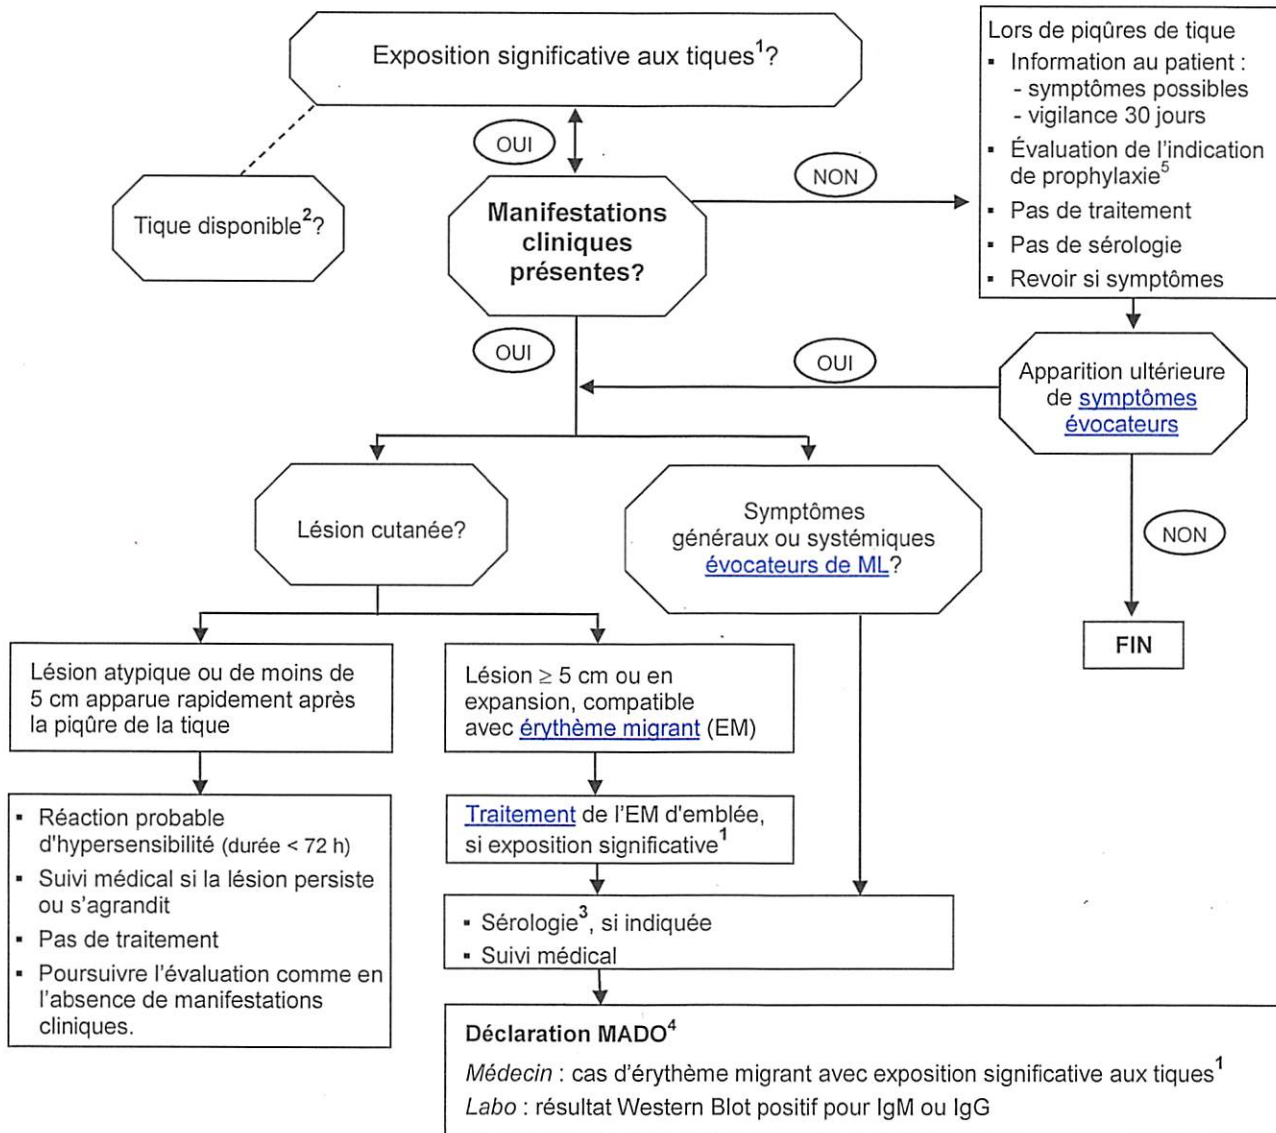 Exposition significative aux tiques¹?
OUI
Tique disponible²?
Manifestations
cliniques
présentes?
NON
Lors de piqûres de tique
▪ Information au patient :
- symptômes possibles
- vigilance 30 jours
▪ Évaluation de l'indication
de prophylaxie⁵
▪ Pas de traitement
▪ Pas de sérologie
▪ Revoir si symptômes
OUI
OUI
Apparition ultérieure
de symptômes
évocateurs
NON
FIN
Lésion cutanée?
Symptômes
généraux ou systémiques
évocateurs de ML?
Lésion atypique ou de moins de
5 cm apparue rapidement après
la piqûre de la tique
Lésion ≥ 5 cm ou en
expansion, compatible
avec érythème migrant (EM)
▪ Réaction probable
d'hypersensibilité (durée < 72 h)
▪ Suivi médical si la lésion persiste
ou s'agrandit
▪ Pas de traitement
▪ Poursuivre l'évaluation comme en
l'absence de manifestations
cliniques.
Traitement de l'EM d'emblée,
si exposition significative¹
▪ Sérologie³, si indiquée
▪ Suivi médical
Déclaration MADO⁴
Médecin : cas d'érythème migrant avec exposition significative aux tiques¹
Labo : résultat Western Blot positif pour IgM ou IgG